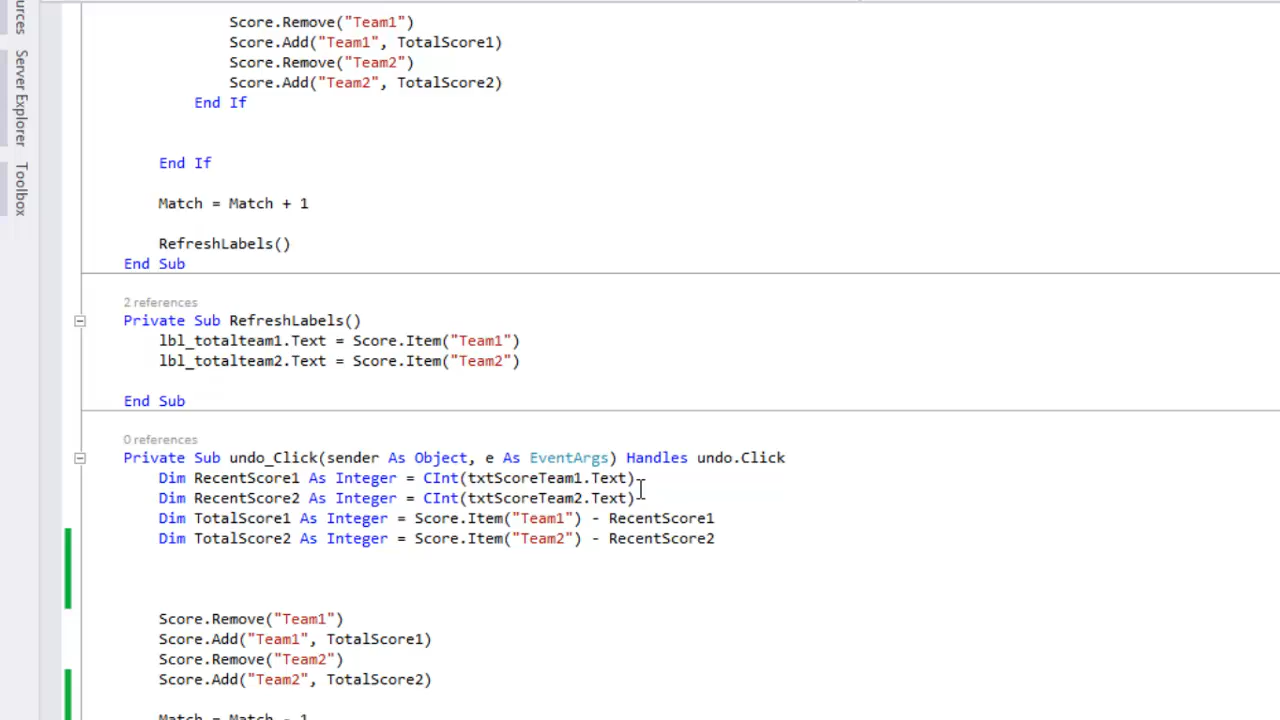 urces
Server Explorer
Toolbox
Score.Remove("Team1")
Score.Add("Team1", TotalScore1)
Score.Remove("Team2")
Score.Add("Team2", TotalScore2)
End If
End If
Match = Match + 1
RefreshLabels()
End Sub
2 references
Private Sub RefreshLabels()
lbl_totalteam1.Text = Score.Item("Team1")
lbl_totalteam2.Text = Score.Item("Team2")
End Sub
0 references
Private Sub undo_Click(sender As Object, e As EventArgs) Handles undo.Click
Dim RecentScore1 As Integer = CInt(txtScoreTeam1.Text)
Dim RecentScore2 As Integer = CInt(txtScoreTeam2.Text)
Dim TotalScore1 As Integer = Score.Item("Team1") - RecentScore1
Dim TotalScore2 As Integer = Score.Item("Team2") - RecentScore2
Score.Remove("Team1")
Score.Add("Team1", TotalScore1)
Score.Remove("Team2")
Score.Add("Team2", TotalScore2)
Match = Match - 1